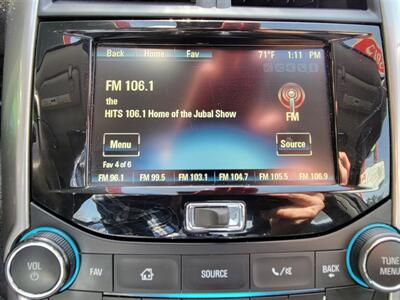 Back Home Fav 71°F 1:11 PM
FM 106.1
the
HITS 106.1 Home of the Jubal Show
FM
Menu Source
Fav 4 of 6
FM 96.1 FM 99.5 FM 103.1 FM 104.7 FM 105.5 FM 106.9
VOL FAV SOURCE BACK TUNE
MENU